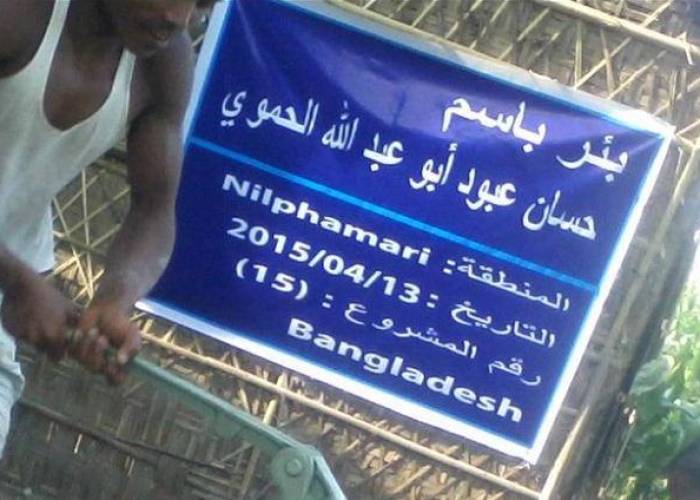 بئر باسم
حسان عبود أبو عبد الله الحموي
المنطقة: Nilphamari
التاريخ : 2015/04/13
رقم المشروع : (15)
Bangladesh